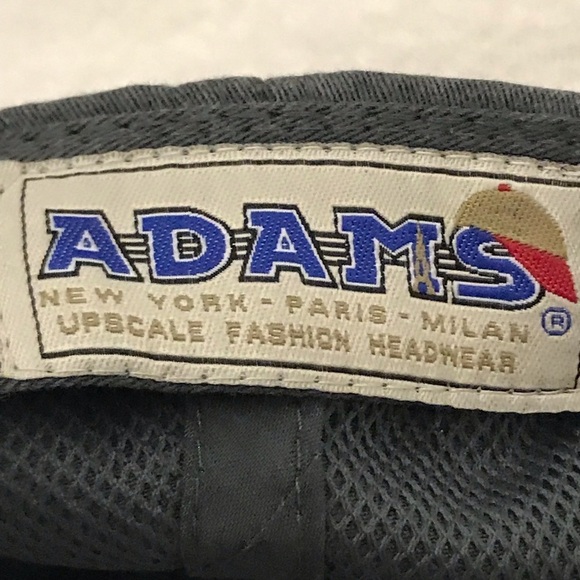 ADAMS ®
NEW YORK - PARIS - MILAN
UPSCALE FASHION HEADWEAR